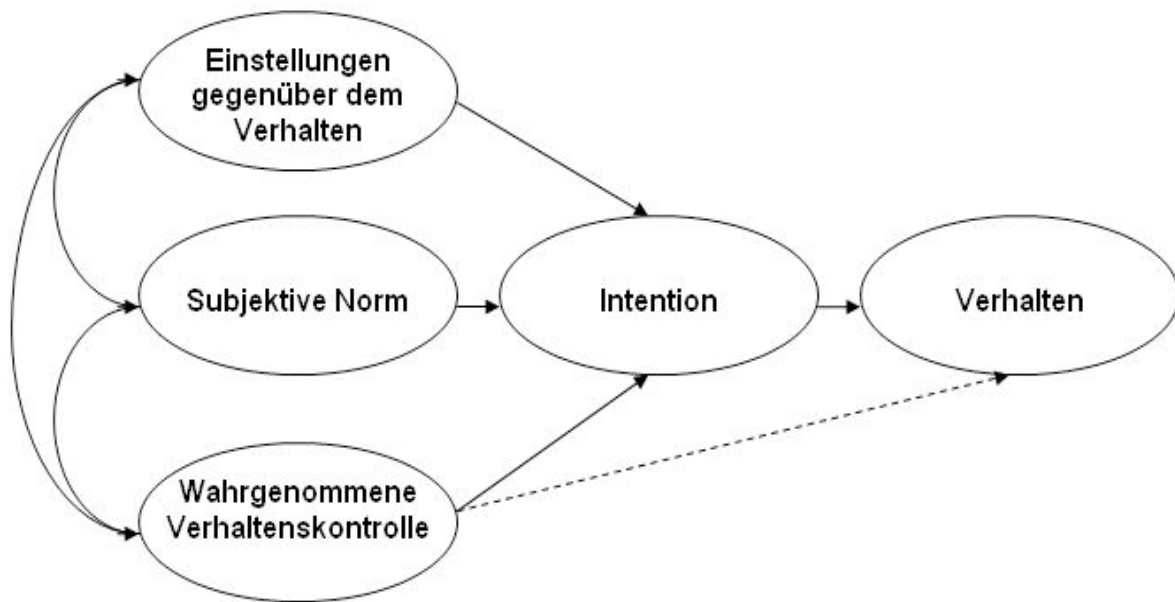 Einstellungen
gegenüber dem
Verhalten
Subjektive Norm
Intention
Verhalten
Wahrgenommene
Verhaltenskontrolle